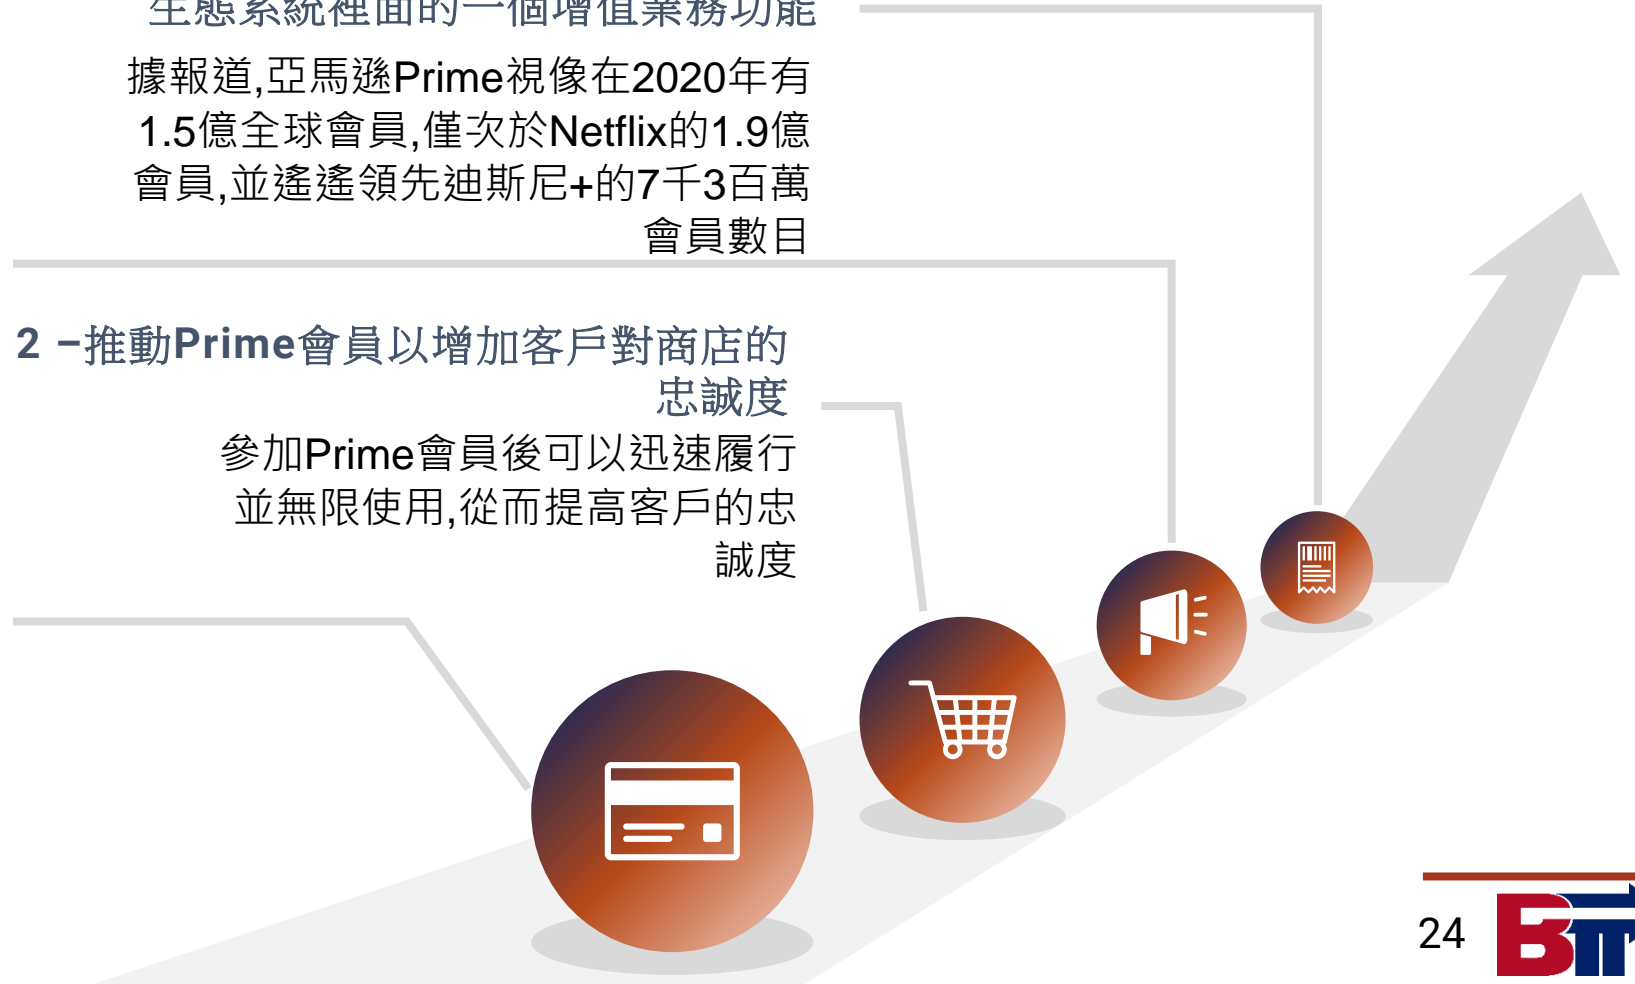 生態系統裡面的一個增值業務功能
據報道,亞馬遜Prime視像在2020年有
1.5億全球會員,僅次於Netflix的1.9億
會員,並遙遙領先迪斯尼+的7千3百萬
會員數目
2 –推動Prime會員以增加客戶對商店的
忠誠度
參加Prime會員後可以迅速履行
並無限使用,從而提高客戶的忠
誠度
24